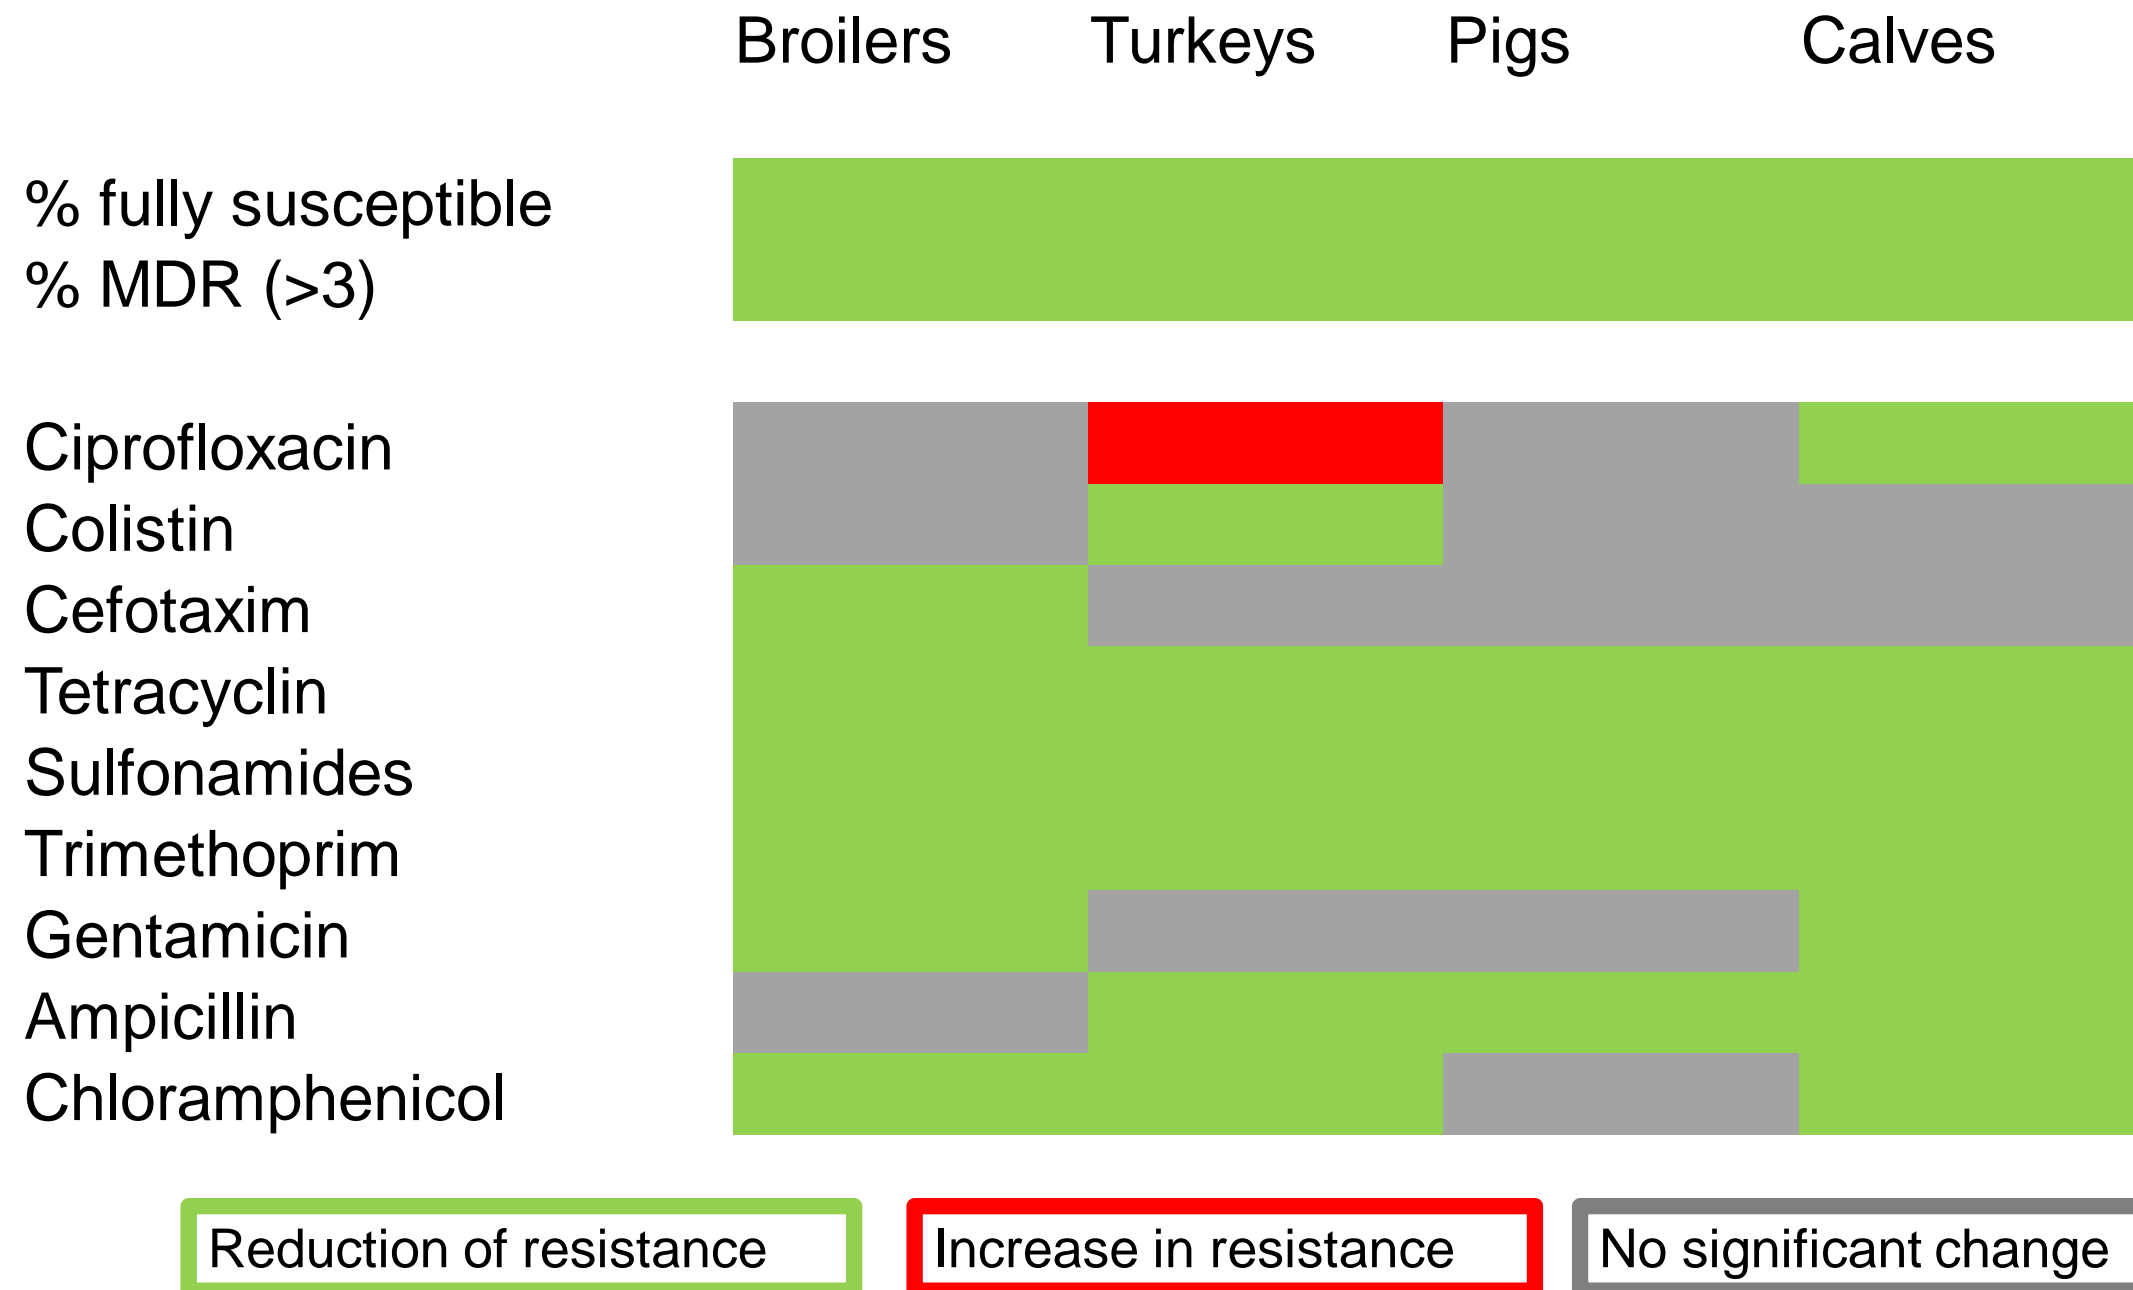 Broilers Turkeys Pigs Calves
% fully susceptible
% MDR (>3)
Ciprofloxacin
Colistin
Cefotaxim
Tetracyclin
Sulfonamides
Trimethoprim
Gentamicin
Ampicillin
Chloramphenicol
Reduction of resistance Increase in resistance No significant change